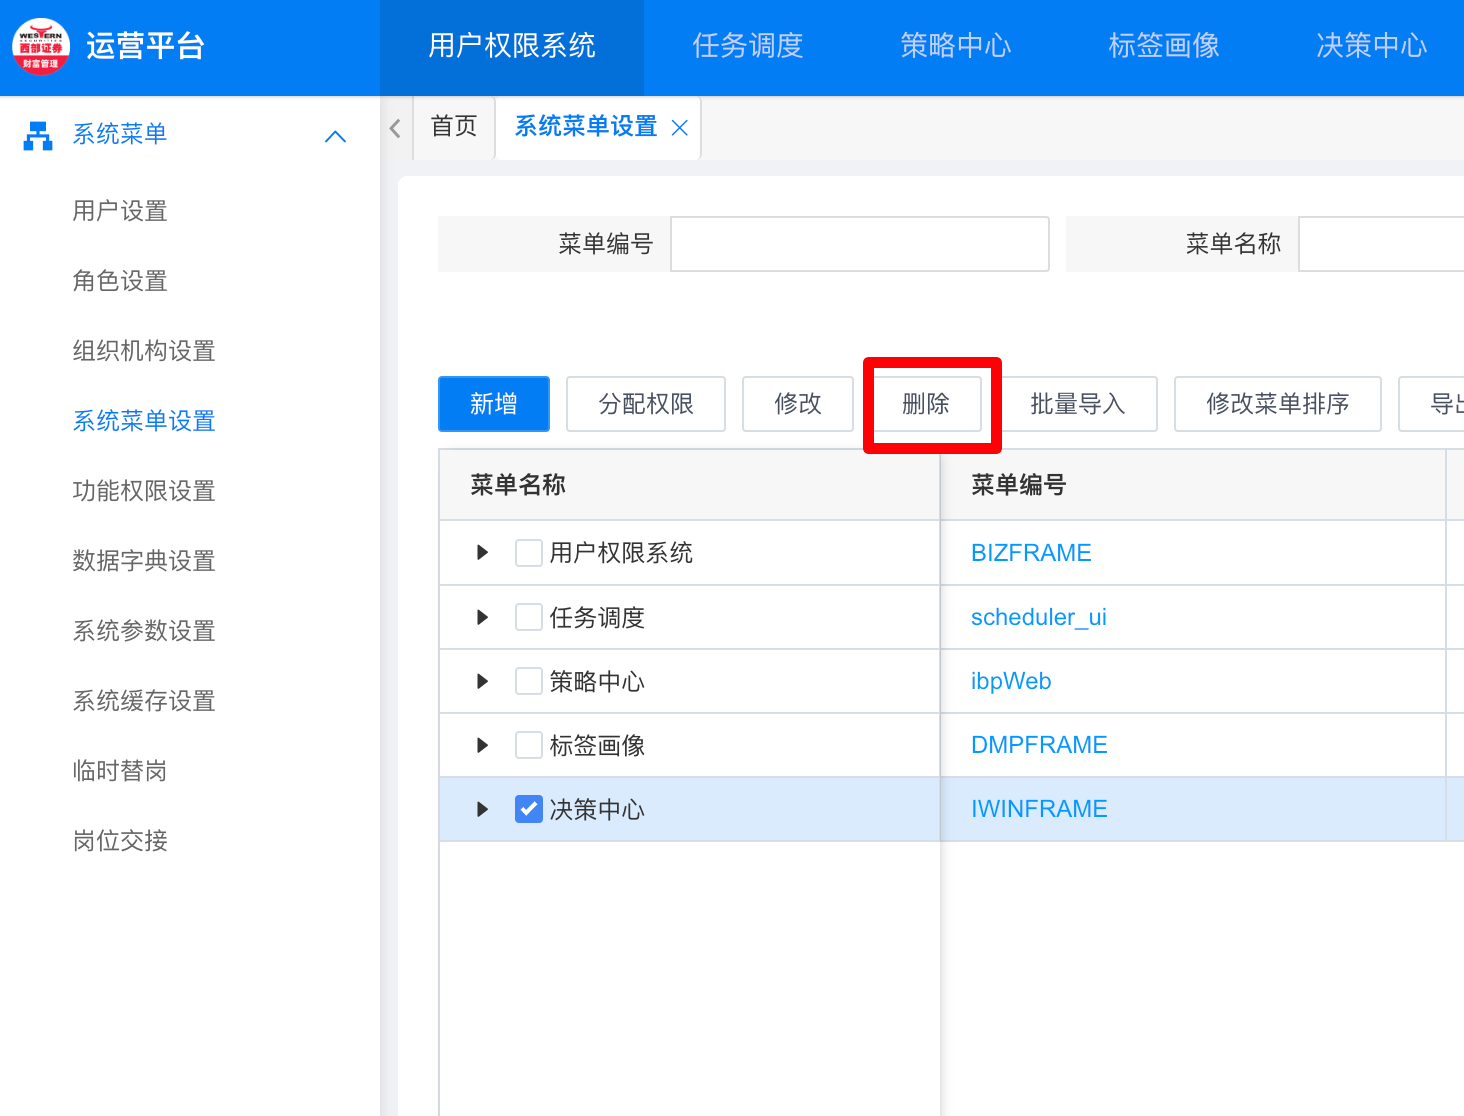 WESTERN
SECURITIES
西部证券
财富管理
运营平台
用户权限系统
任务调度
策略中心
标签画像
决策中心
系统菜单
用户设置
角色设置
组织机构设置
系统菜单设置
功能权限设置
数据字典设置
系统参数设置
系统缓存设置
临时替岗
岗位交接
首页
系统菜单设置
菜单编号
菜单名称
新增
分配权限
修改
删除
批量导入
修改菜单排序
导出
菜单名称
菜单编号
用户权限系统
BIZFRAME
任务调度
scheduler_ui
策略中心
ibpWeb
标签画像
DMPFRAME
决策中心
IWINFRAME